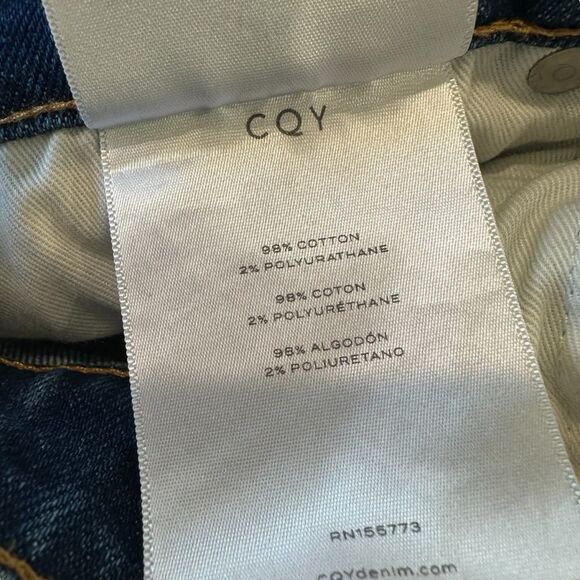 CQY
98% COTTON
2% POLYURATHANE
98% COTON
2% POLYURÉTHANE
98% ALGODÓN
2% POLIURETANO
RN155773
CQYdenim.com